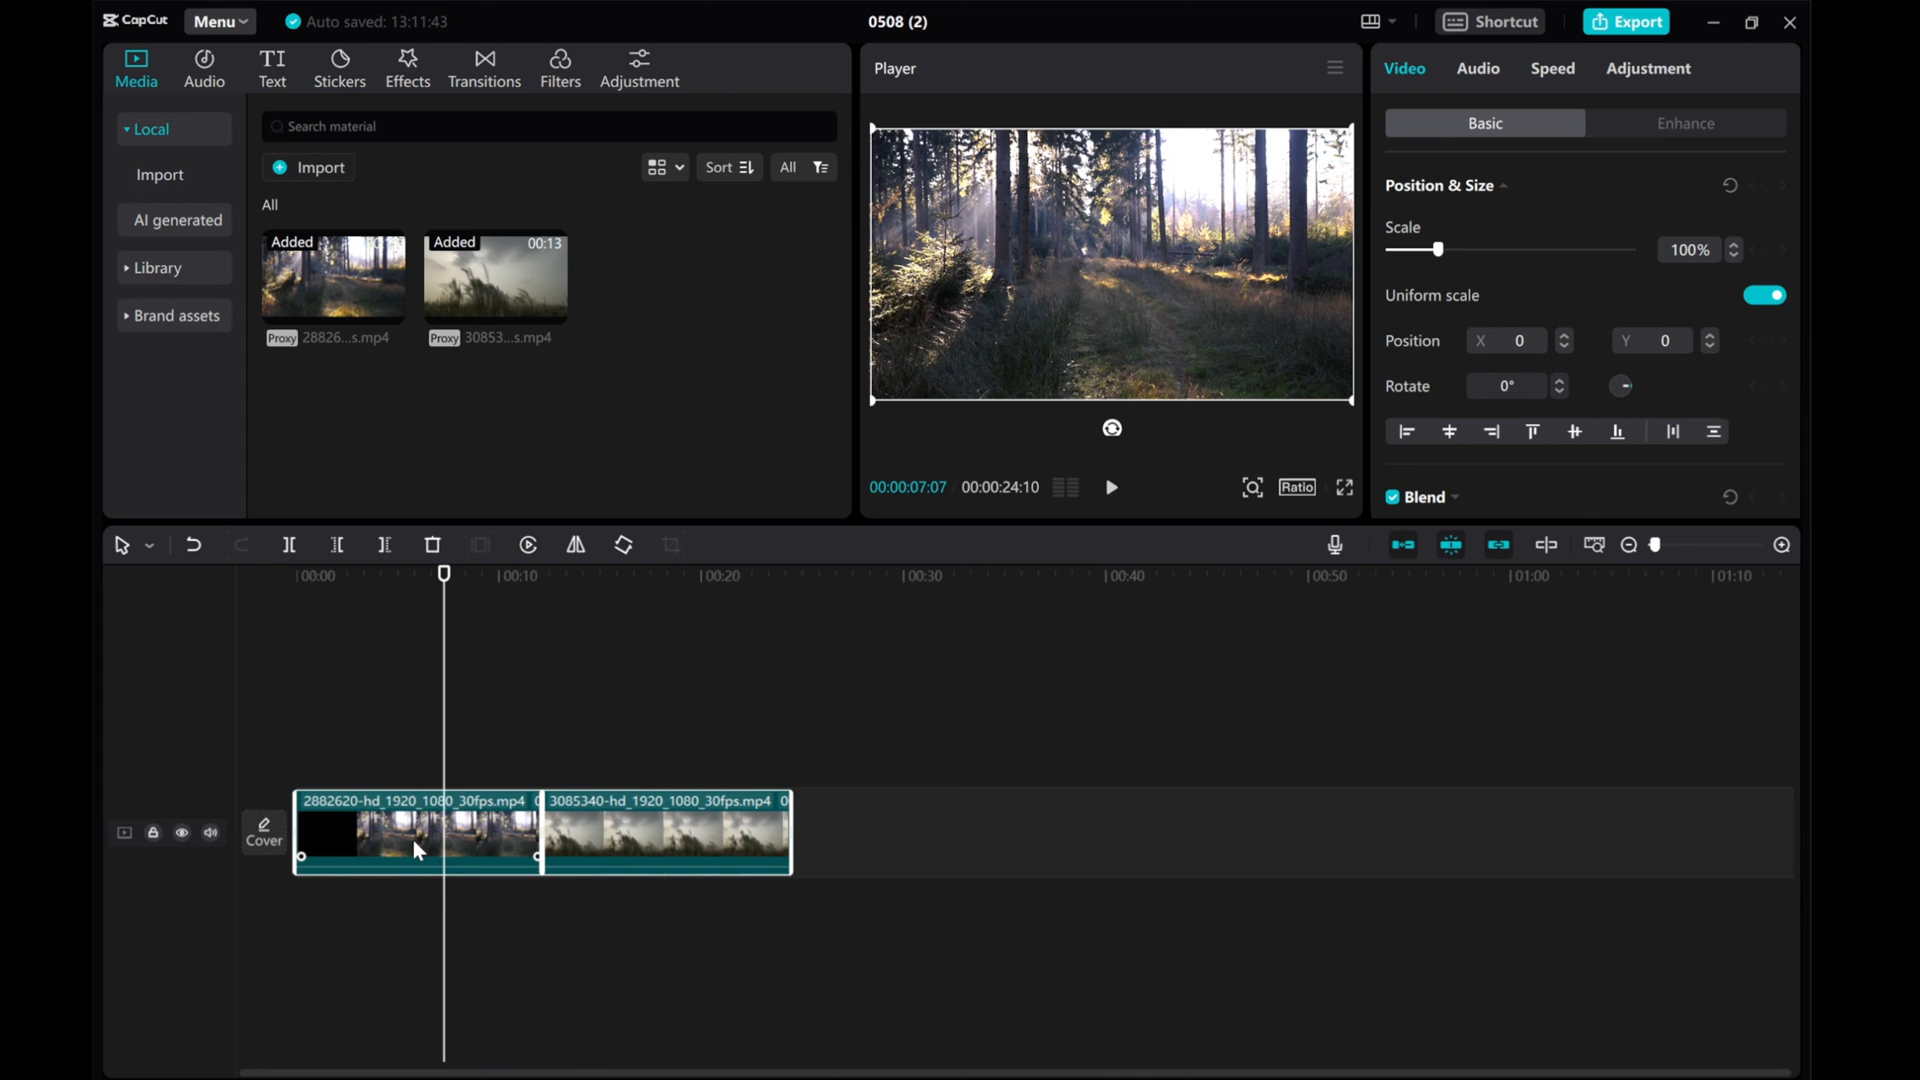 CapCut Menu Auto saved: 13:11:43 0508 (2) Shortcut Export
Media Audio Text Stickers Effects Transitions Filters Adjustment
Player
Video Audio Speed Adjustment
Local
Import
AI generated
Library
Brand assets
Search material
Import Sort All
All
Added
Added 00:13
Proxy 28826...s.mp4 Proxy 30853...s.mp4
00:00:07:07 00:00:24:10 Ratio
Basic Enhance
Position & Size
Scale
100%
Uniform scale
Position X 0 Y 0
Rotate 0°
Blend
00:00 00:10 00:20 00:30 00:40 00:50 01:00 01:10
Cover
2882620-hd_1920_1080_30fps.mp4 3085340-hd_1920_1080_30fps.mp4